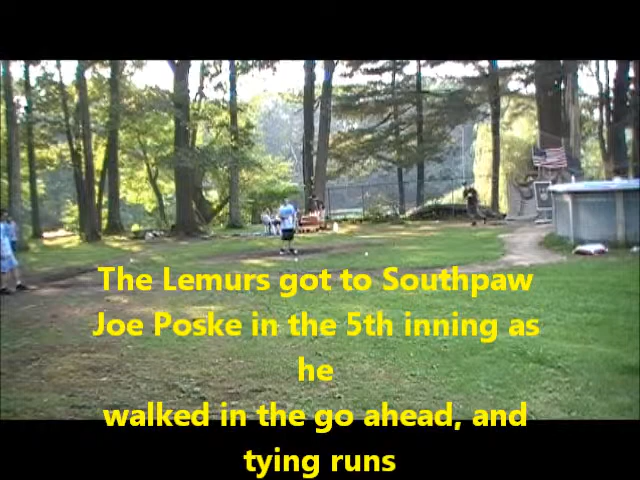 The Lemurs got to Southpaw
Joe Poske in the 5th inning as
he
walked in the go ahead, and
tying runs